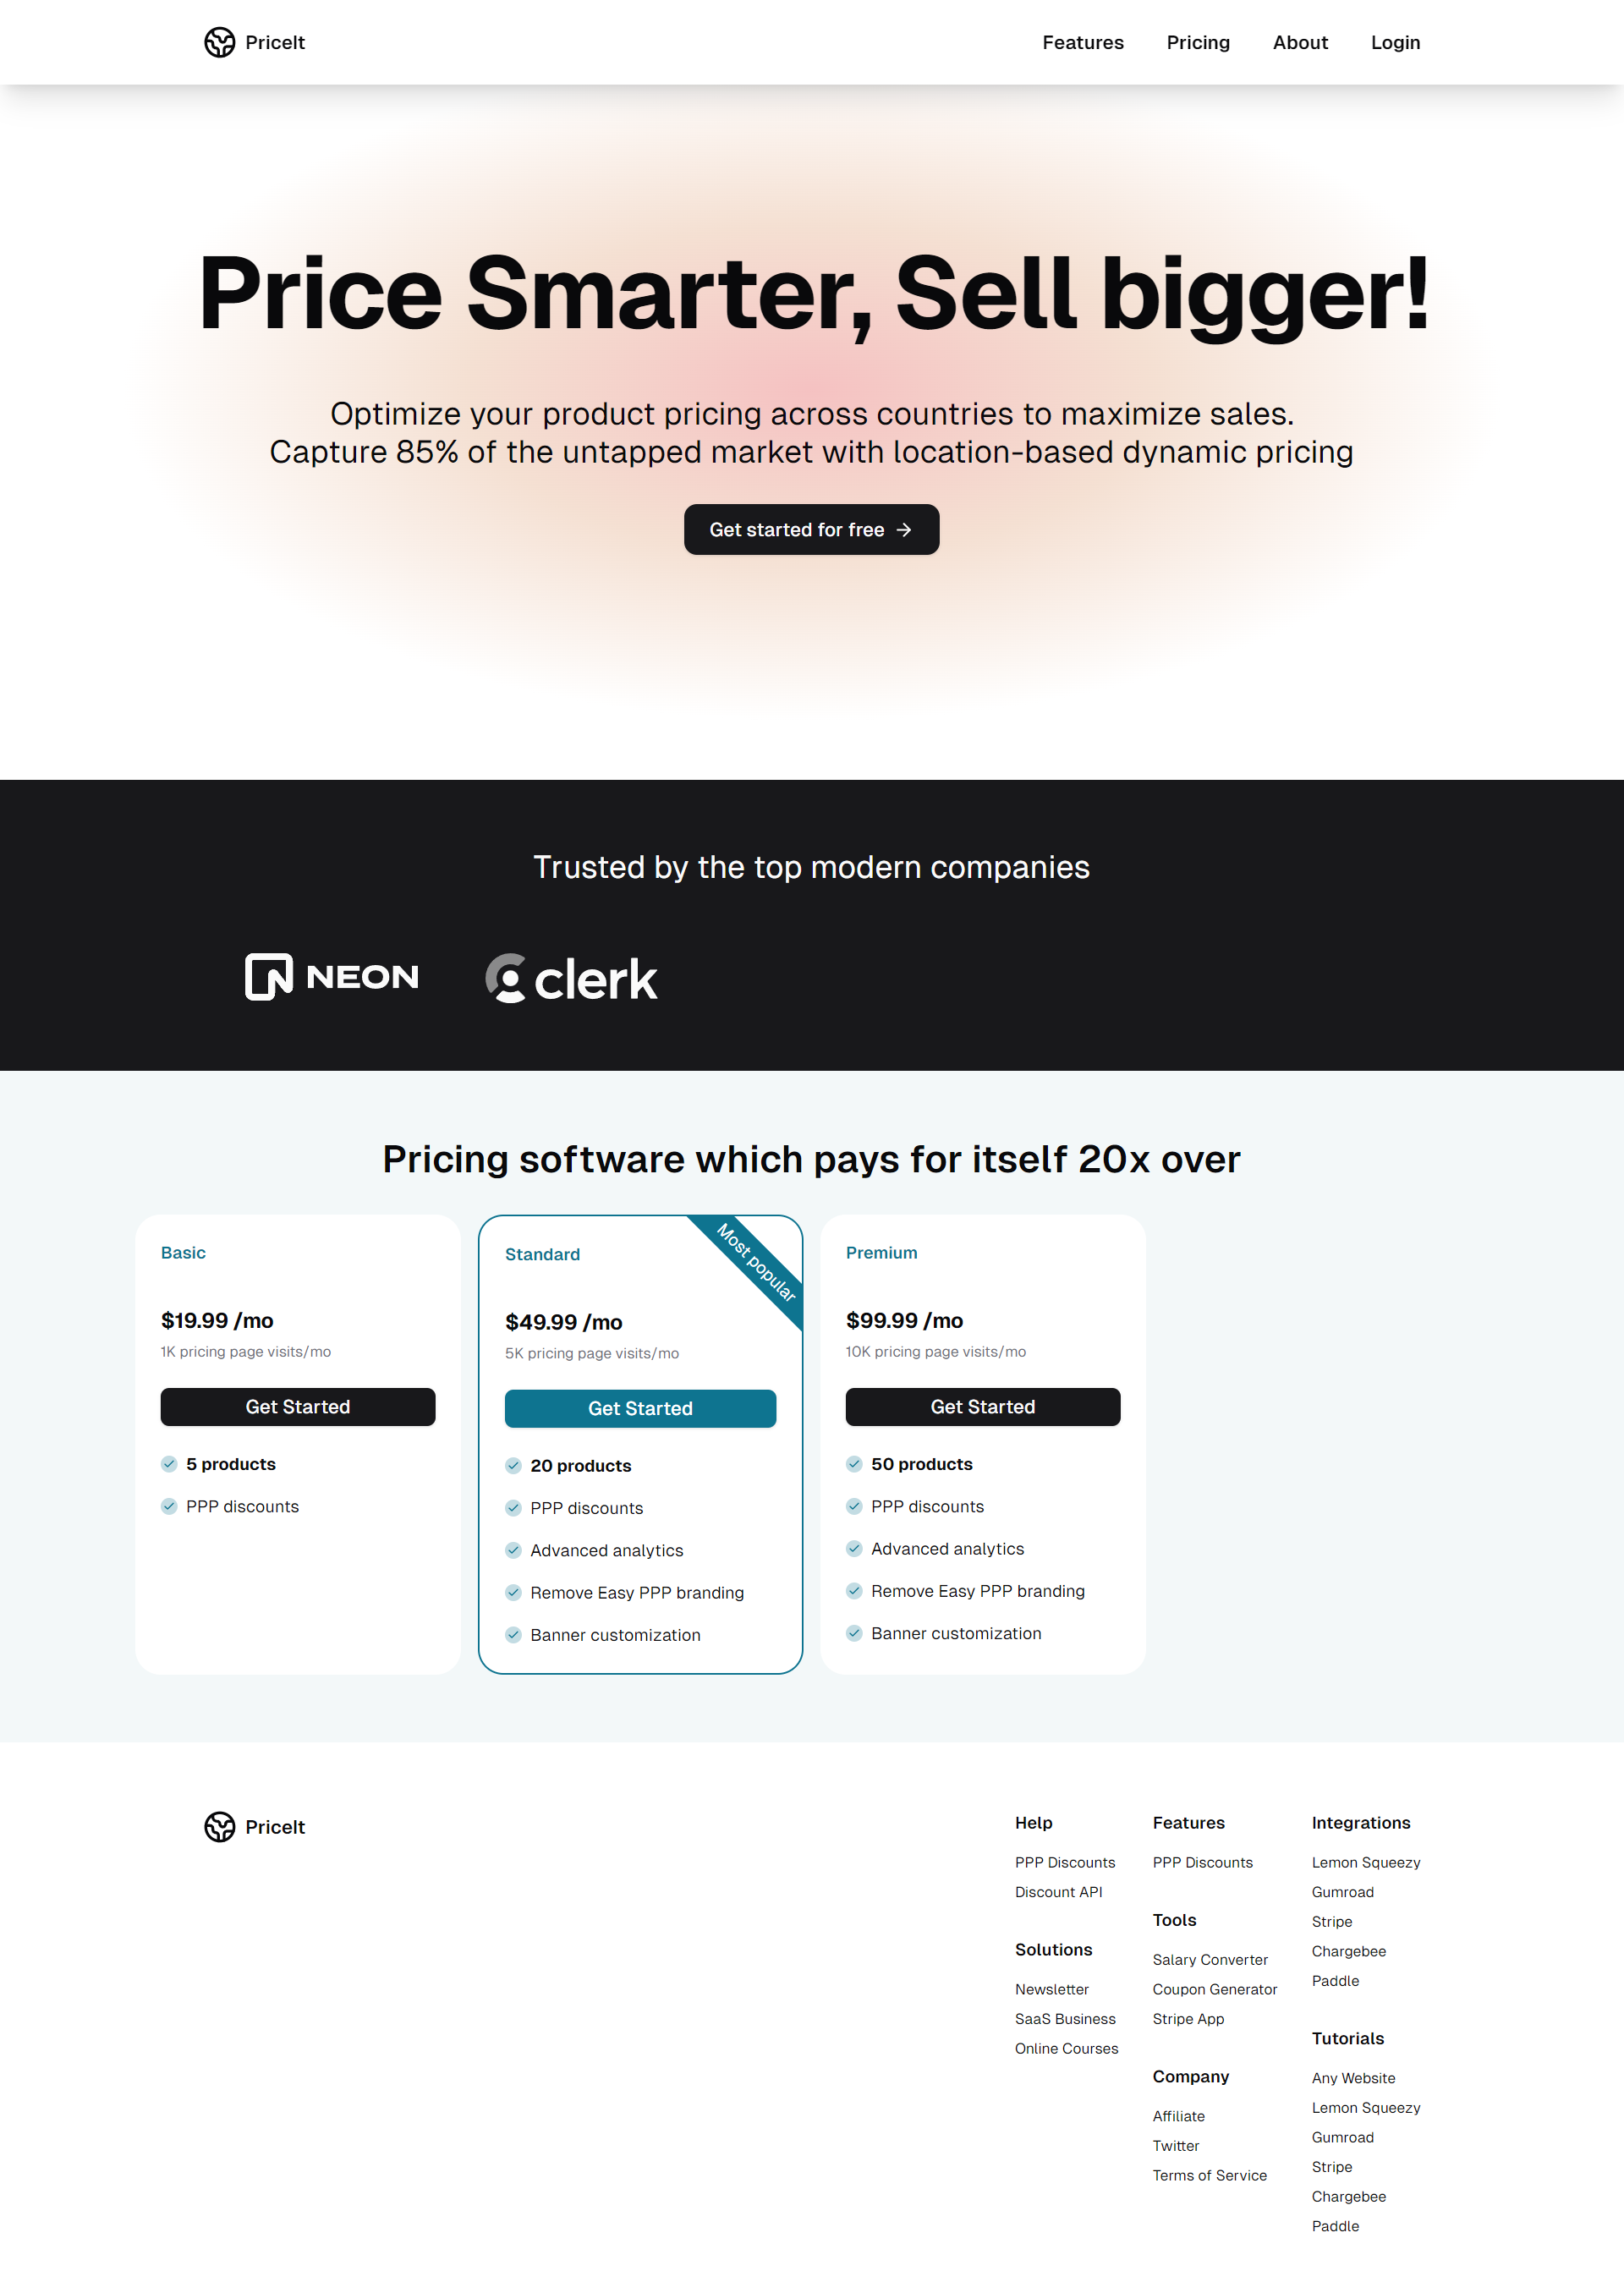 PriceIt
Features
Pricing
About
Login
Price Smarter, Sell bigger!
Optimize your product pricing across countries to maximize sales.
Capture 85% of the untapped market with location-based dynamic pricing
Get started for free
Trusted by the top modern companies
NEON
clerk
Pricing software which pays for itself 20x over
Basic
$19.99 /mo
1K pricing page visits/mo
Get Started
5 products
PPP discounts
Most popular
Standard
$49.99 /mo
5K pricing page visits/mo
Get Started
20 products
PPP discounts
Advanced analytics
Remove Easy PPP branding
Banner customization
Premium
$99.99 /mo
10K pricing page visits/mo
Get Started
50 products
PPP discounts
Advanced analytics
Remove Easy PPP branding
Banner customization
PriceIt
Help
PPP Discounts
Discount API
Solutions
Newsletter
SaaS Business
Online Courses
Features
PPP Discounts
Tools
Salary Converter
Coupon Generator
Stripe App
Company
Affiliate
Twitter
Terms of Service
Integrations
Lemon Squeezy
Gumroad
Stripe
Chargebee
Paddle
Tutorials
Any Website
Lemon Squeezy
Gumroad
Stripe
Chargebee
Paddle